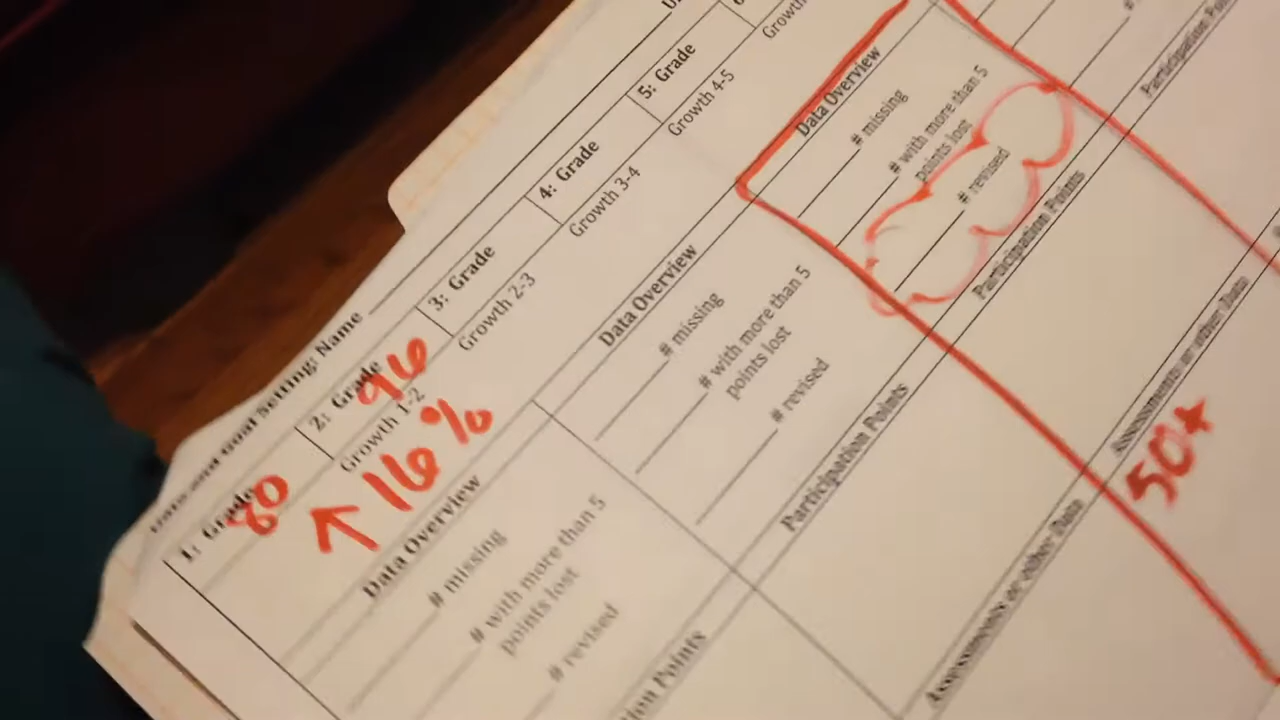 Data and Goal Setting: Name
1: Grade 80
2: Grade 96
3: Grade
4: Grade
5: Grade
Growth 1-2
↑ 16%
Growth 2-3
Growth 3-4
Growth 4-5
Growth
Data Overview
# missing
# with more than 5
points lost
# revised
Data Overview
# missing
# with more than 5
points lost
# revised
Participation Points
Data Overview
# missing
# with more than 5
points lost
# revised
Participation Points
Participation
Assessments or other Data
Assessments or other Data
50+